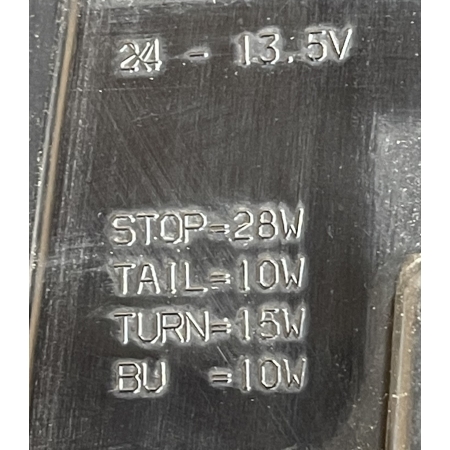 24 - 13.5V
STOP=28W
TAIL=10W
TURN=15W
BU =10W